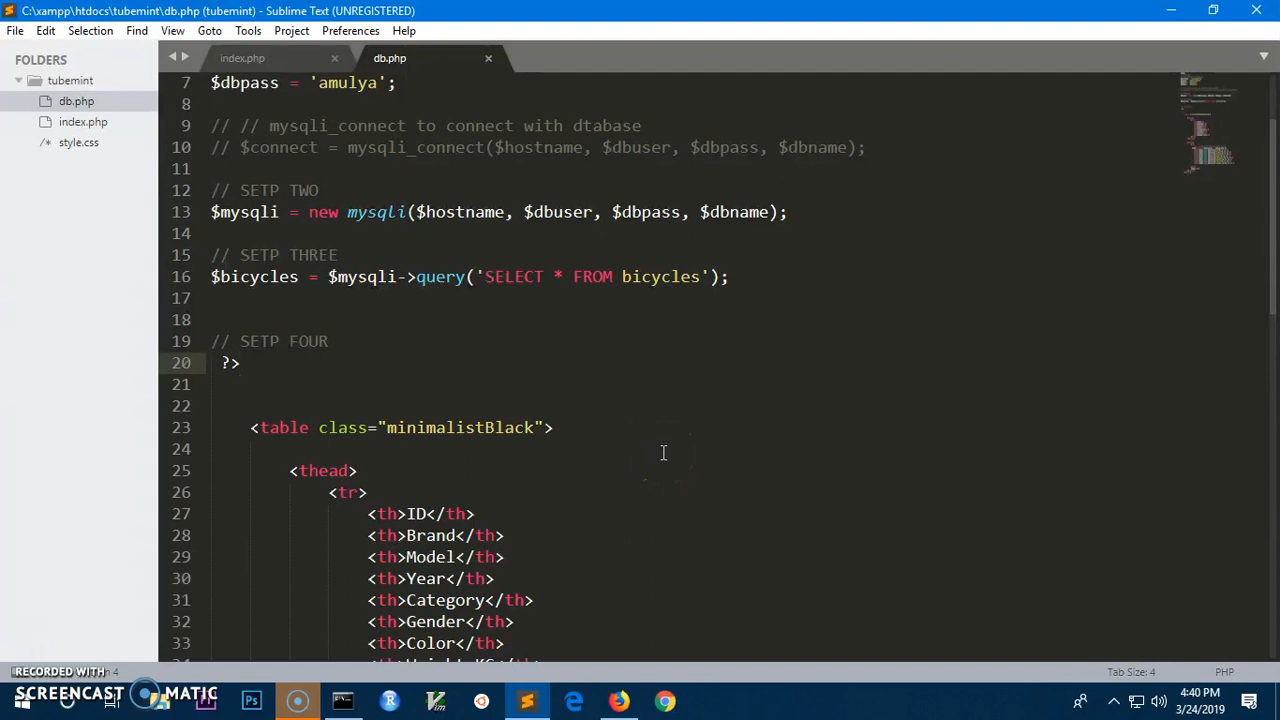 C:\xampp\htdocs\tubemint\db.php (tubemint) - Sublime Text (UNREGISTERED)
File Edit Selection Find View Goto Tools Project Preferences Help
FOLDERS
tubemint
db.php
index.php
style.css
index.php
db.php
7 $dbpass = 'amulya';
8
9 // // mysqli_connect to connect with dtabase
10 // $connect = mysqli_connect($hostname, $dbuser, $dbpass, $dbname);
11
12 // SETP TWO
13 $mysqli = new mysqli($hostname, $dbuser, $dbpass, $dbname);
14
15 // SETP THREE
16 $bicycles = $mysqli->query('SELECT * FROM bicycles');
17
18
19 // SETP FOUR
20 ?>
21
22
23 <table class="minimalistBlack">
24
25 <thead>
26 <tr>
27 <th>ID</th>
28 <th>Brand</th>
29 <th>Model</th>
30 <th>Year</th>
31 <th>Category</th>
32 <th>Gender</th>
33 <th>Color</th>
Tab Size: 4 PHP
RECORDED WITH
SCREENCAST MATIC
4:40 PM
3/24/2019